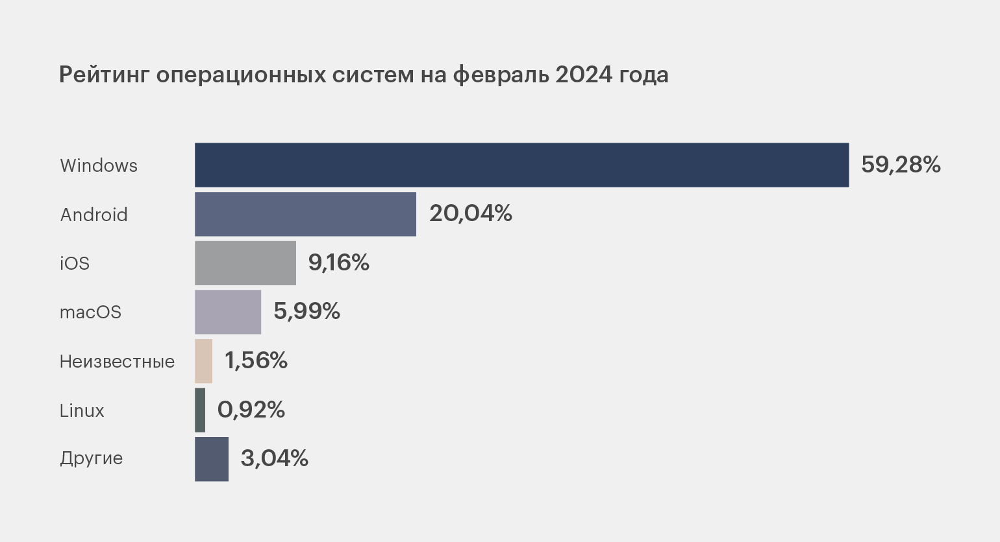 Рейтинг операционных систем на февраль 2024 года
Windows 59,28%
Android 20,04%
iOS 9,16%
macOS 5,99%
Неизвестные 1,56%
Linux 0,92%
Другие 3,04%